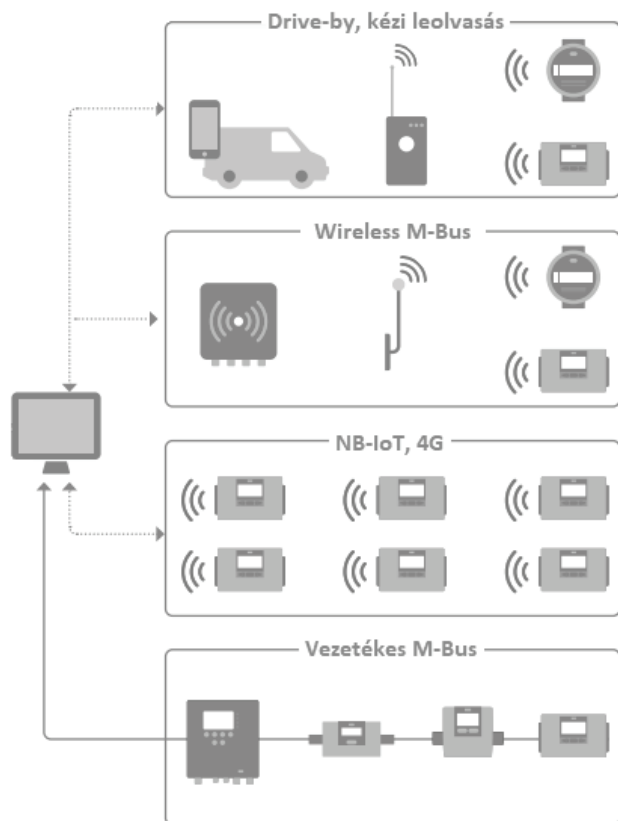 Drive-by, kézi leolvasás
Wireless M-Bus
NB-IoT, 4G
Vezetékes M-Bus